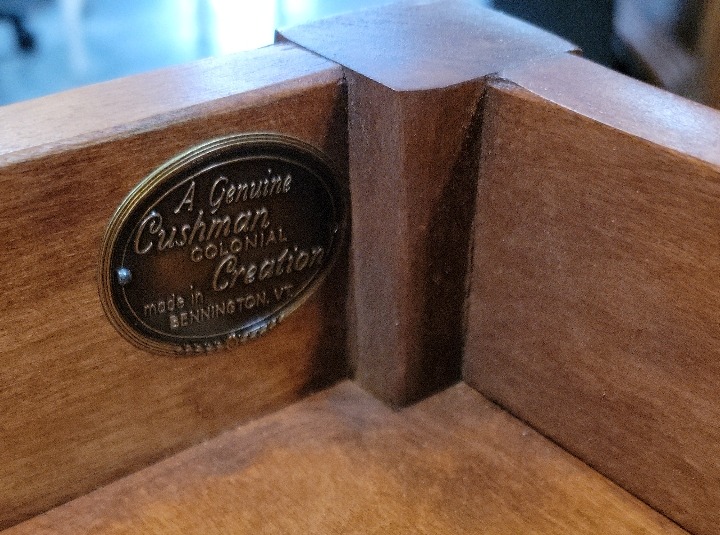 A Genuine
Cushman
COLONIAL
Creation
made in
BENNINGTON, VT.